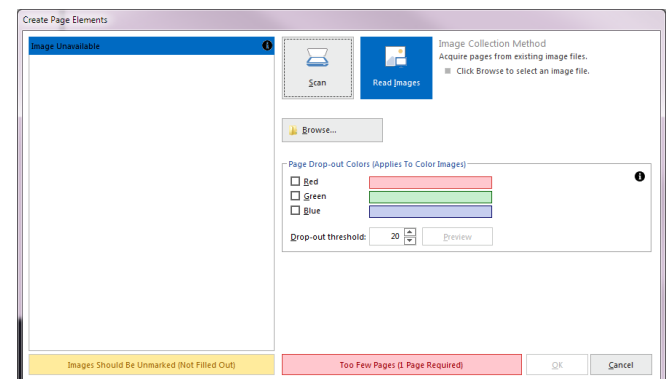 Create Page Elements
Image Unavailable
Scan
Read Images
Image Collection Method
Acquire pages from existing image files.
Click Browse to select an image file.
Browse...
Page Drop-out Colors (Applies To Color Images)
Red
Green
Blue
Drop-out threshold: 20 Preview
Images Should Be Unmarked (Not Filled Out)
Too Few Pages (1 Page Required)
OK
Cancel